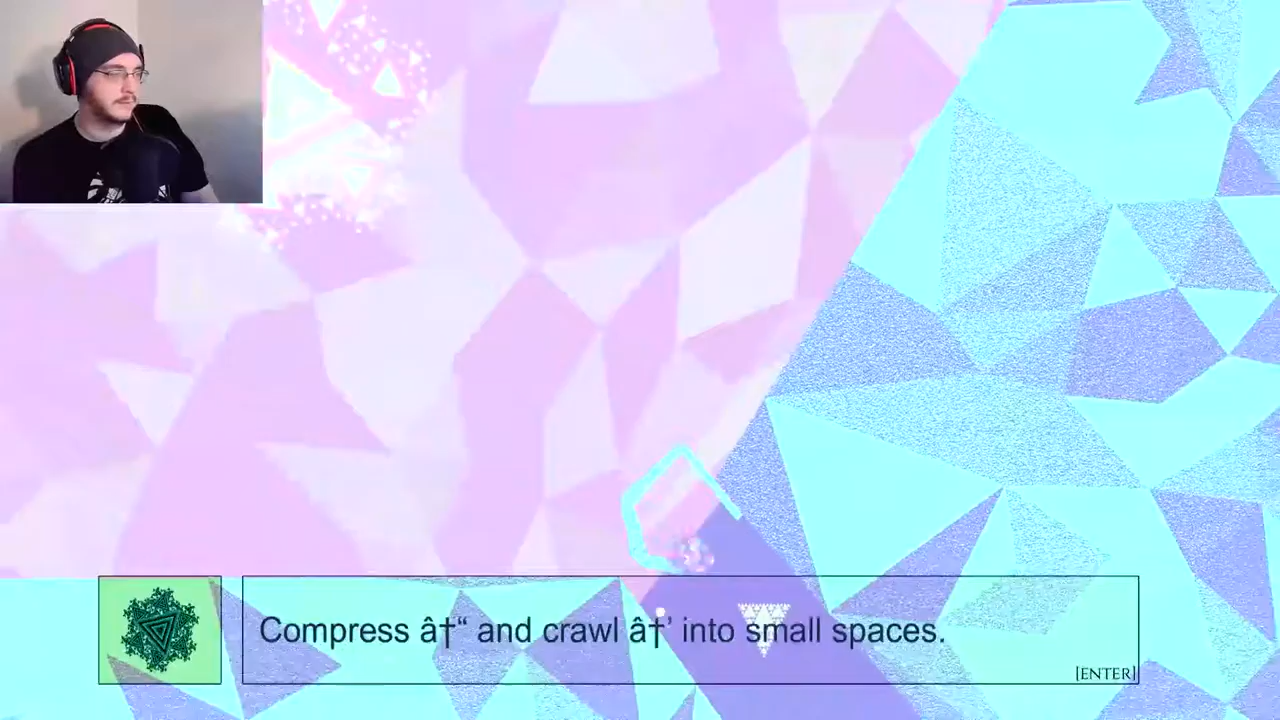 Compress â†“ and crawl â†’ into small spaces.
[ENTER]